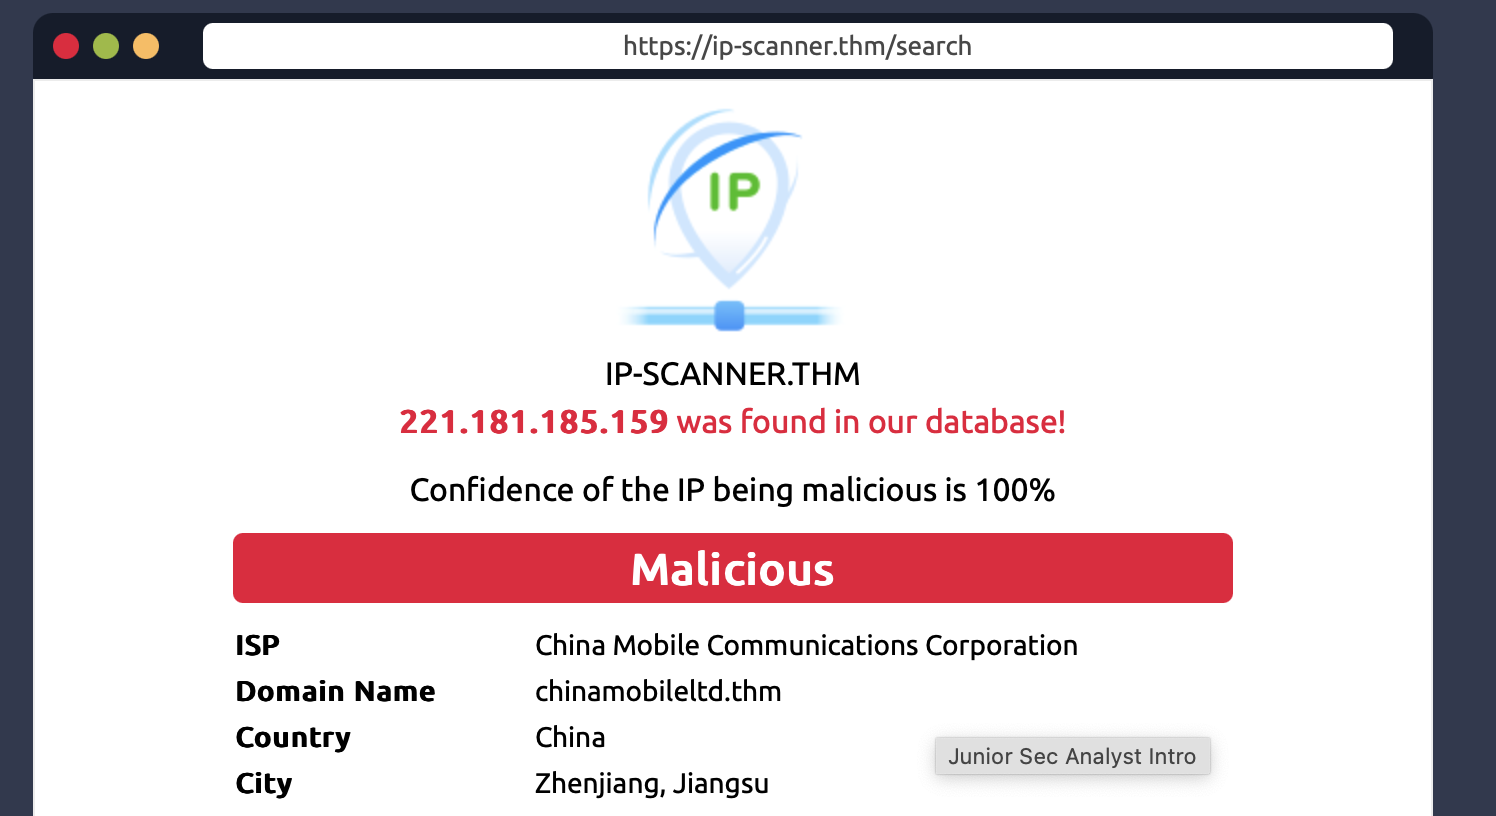 https://ip-scanner.thm/search
IP
IP-SCANNER.THM
221.181.185.159 was found in our database!
Confidence of the IP being malicious is 100%
Malicious
ISP China Mobile Communications Corporation
Domain Name chinamobileltd.thm
Country China
Junior Sec Analyst Intro
City Zhenjiang, Jiangsu